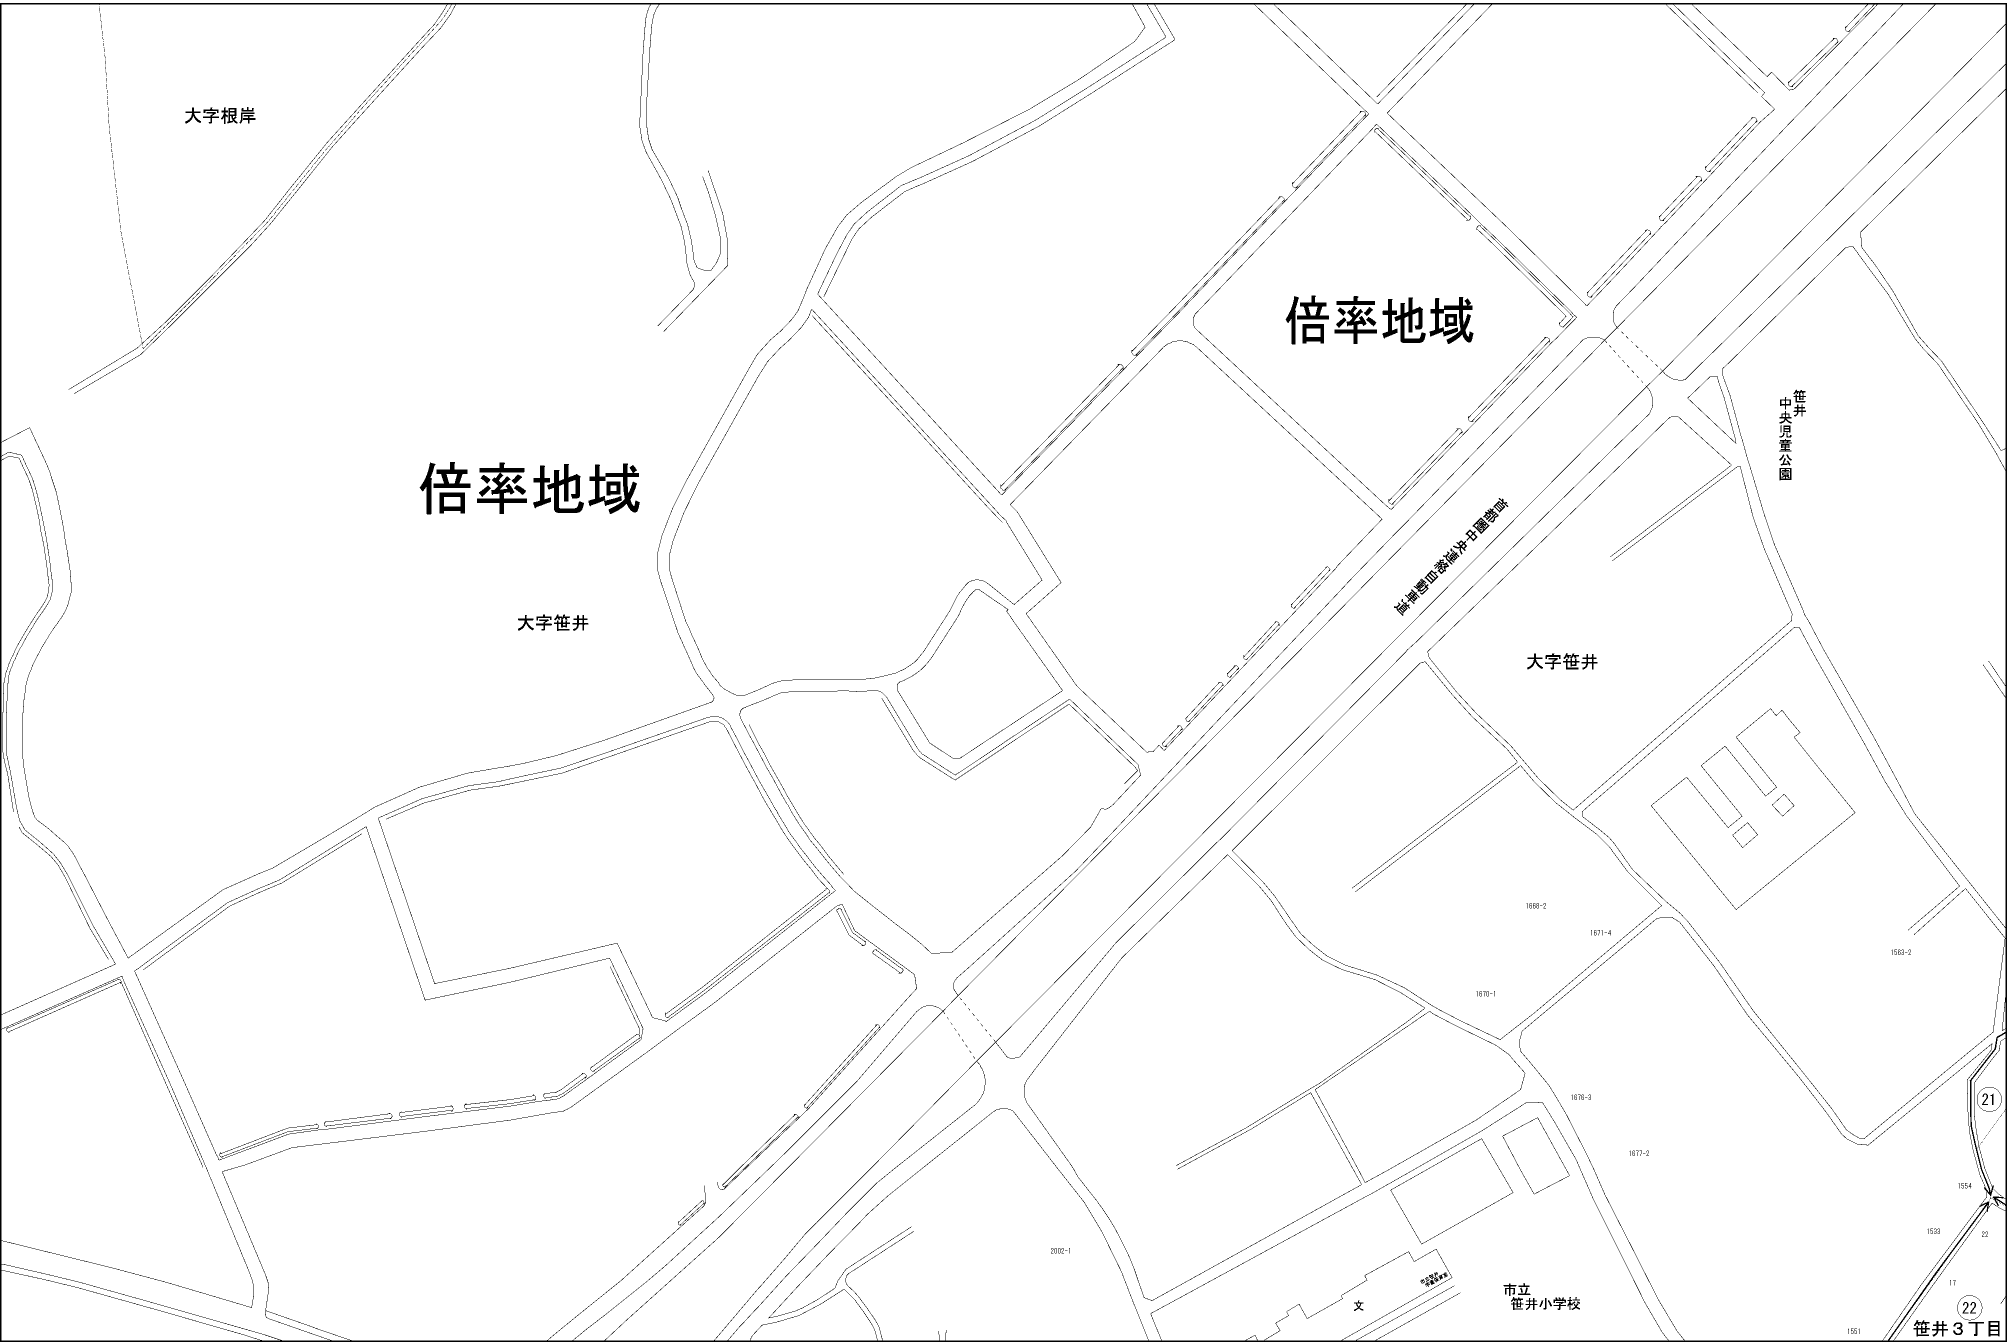 大字根岸
倍率地域
倍率地域
笹井
中央児童公園
首都圏中央連絡自動車道
大字笹井
大字笹井
1668-2
1671-4
1563-2
1670-1
1676-3
21
1677-2
1554
1533
22
2002-1
17
市立
笹井小学校
文
22
1551
笹井3丁目